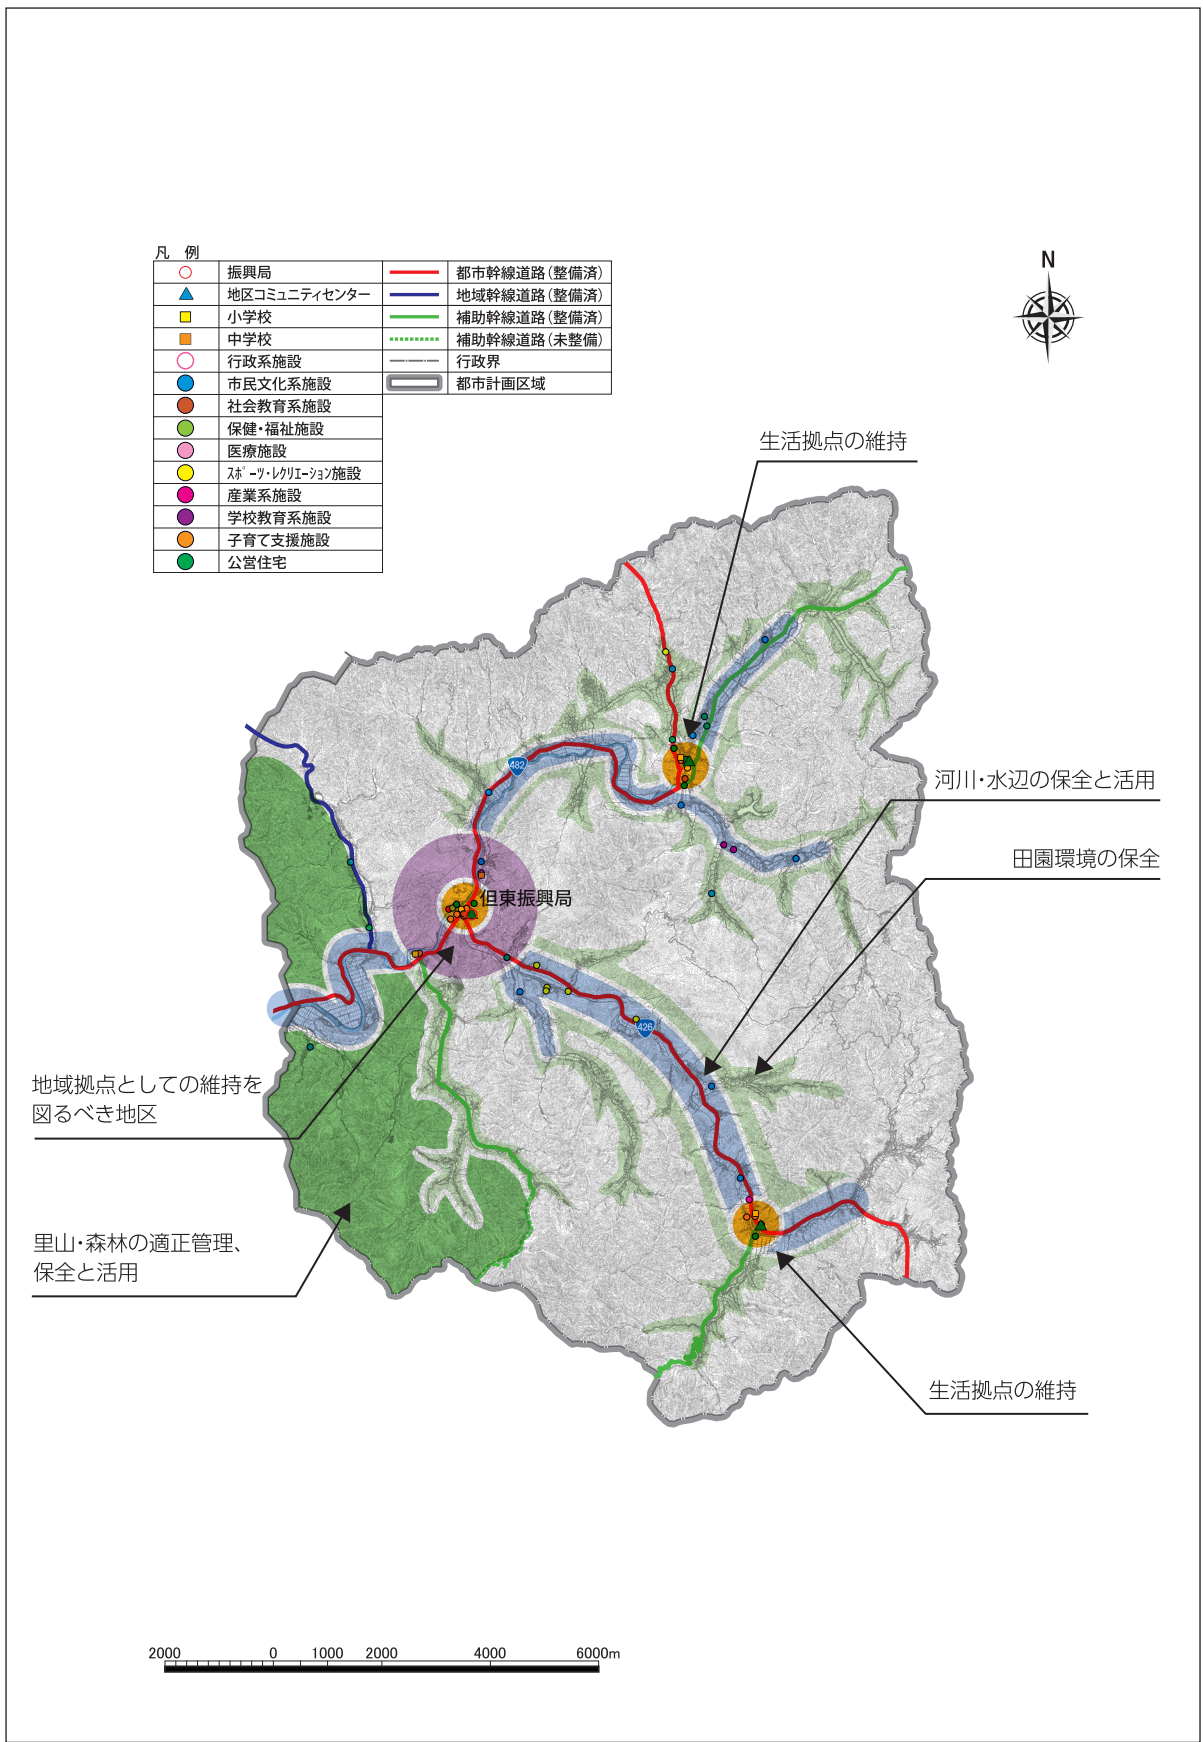 凡 例
振興局
都市幹線道路(整備済)
地区コミュニティセンター
地域幹線道路(整備済)
小学校
補助幹線道路(整備済)
中学校
補助幹線道路(未整備)
行政系施設
行政界
市民文化系施設
都市計画区域
社会教育系施設
保健・福祉施設
医療施設
スポーツ・レクリエーション施設
産業系施設
学校教育系施設
子育て支援施設
公営住宅
N
生活拠点の維持
482
河川・水辺の保全と活用
田園環境の保全
但東振興局
426
地域拠点としての維持を
図るべき地区
里山・森林の適正管理、
保全と活用
生活拠点の維持
2000 0 1000 2000 4000 6000m